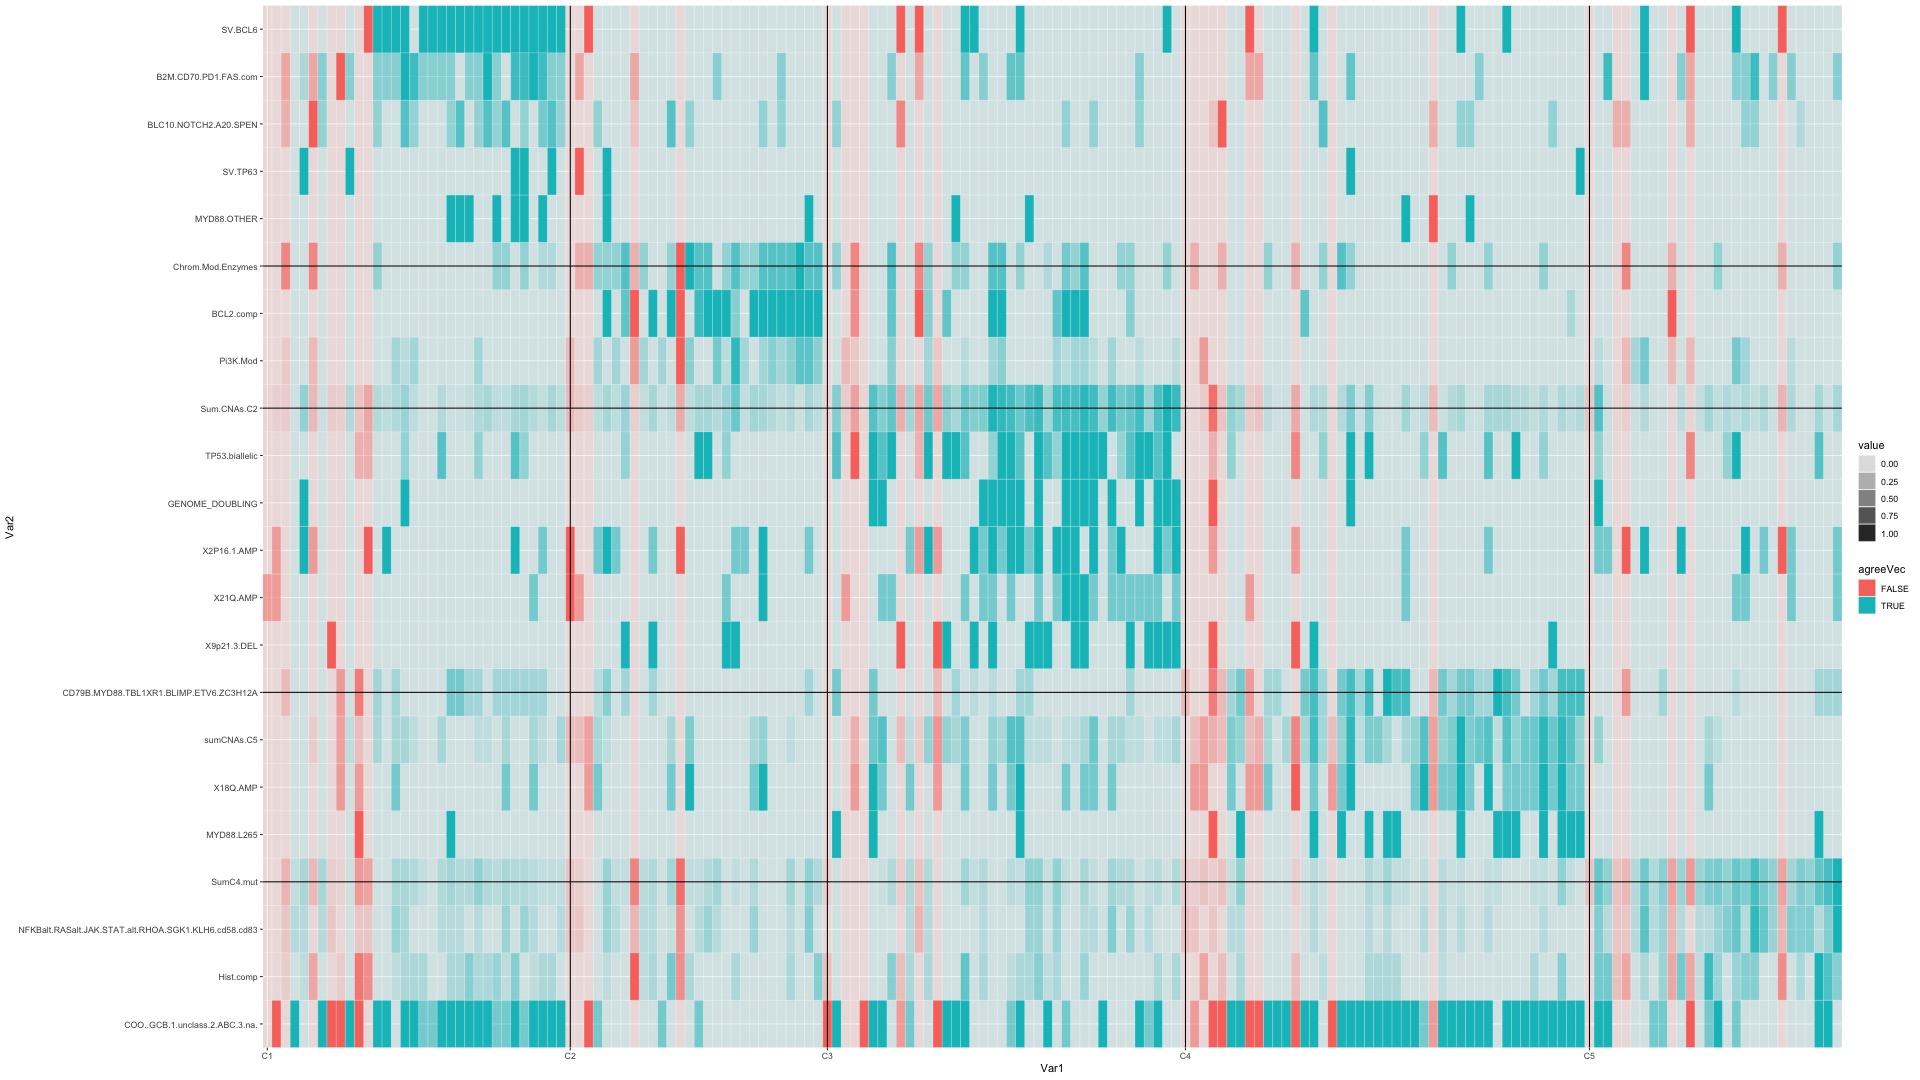 SV.BCL6
B2M.CD70.PD1.FAS.com
BLC10.NOTCH2.A20.SPEN
SV.TP63
MYD88.OTHER
Chrom.Mod.Enzymes
BCL2.comp
Pi3K.Mod
Sum.CNAs.C2
TP53.biallelic
GENOME_DOUBLING
X2P16.1.AMP
X21Q.AMP
X9p21.3.DEL
CD79B.MYD88.TBL1XR1.BLIMP.ETV6.ZC3H12A
sumCNAs.C5
X18Q.AMP
MYD88.L265
SumC4.mut
NFKBalt.RASalt.JAK.STAT.alt.RHOA.SGK1.KLH6.cd58.cd83
Hist.comp
COO..GCB.1.unclass.2.ABC.3.na.
Var2
C1 C2 C3 C4 C5
Var1
value
0.00
0.25
0.50
0.75
1.00
agreeVec
FALSE
TRUE